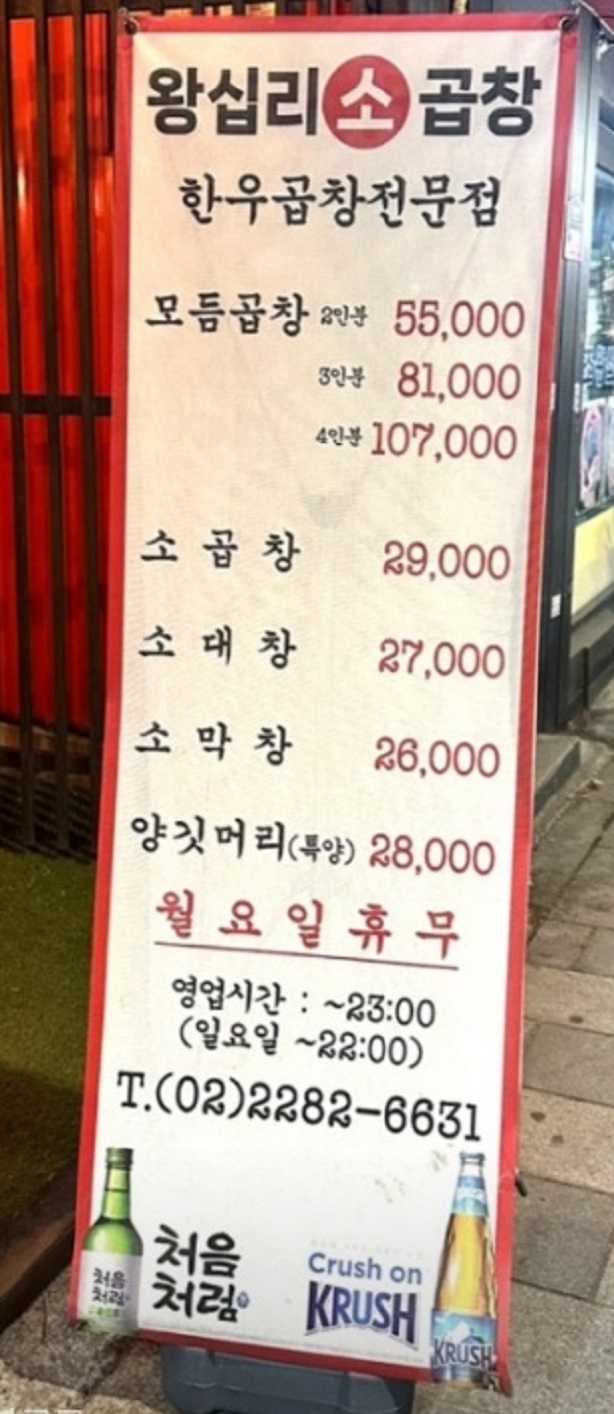 왕십리소곱창
한우곱창전문점
모듬곱창 2인분 55,000
3인분 81,000
4인분 107,000
소 곱 창 29,000
소 대 창 27,000
소 막 창 26,000
양깃머리(특양) 28,000
월 요 일 휴 무
영업시간 : ~23:00
(일요일 ~22:00)
T.(02)2282-6631
처음
처럼
처음
처럼
Crush on
KRUSH
KRUSH